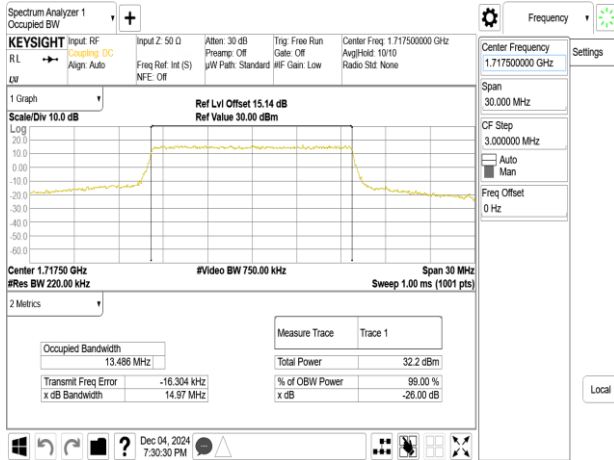 Spectrum Analyzer 1
Occupied BW
Frequency
KEYSIGHT
RL
LXI
Input: RF
Coupling: DC
Align: Auto
Input Z: 50 Ω
Freq Ref: Int (S)
NFE: Off
Atten: 30 dB
Preamp: Off
µW Path: Standard
Trig: Free Run
Gate: Off
#IF Gain: Low
Center Freq: 1.717500000 GHz
Avg|Hold: 10/10
Radio Std: None
Center Frequency
1.717500000 GHz
Settings
Span
30.000 MHz
CF Step
3.000000 MHz
Auto
Man
Freq Offset
0 Hz
Local
1 Graph
Scale/Div 10.0 dB
Ref Lvl Offset 15.14 dB
Ref Value 30.00 dBm
Log
20.0
10.0
0.00
-10.0
-20.0
-30.0
-40.0
-50.0
-60.0
Center 1.71750 GHz
#Video BW 750.00 kHz
Span 30 MHz
#Res BW 220.00 kHz
Sweep 1.00 ms (1001 pts)
2 Metrics
Measure Trace Trace 1
Occupied Bandwidth
13.486 MHz
Total Power 32.2 dBm
Transmit Freq Error -16.304 kHz
% of OBW Power 99.00 %
x dB Bandwidth 14.97 MHz
x dB -26.00 dB
?
Dec 04, 2024
7:30:30 PM